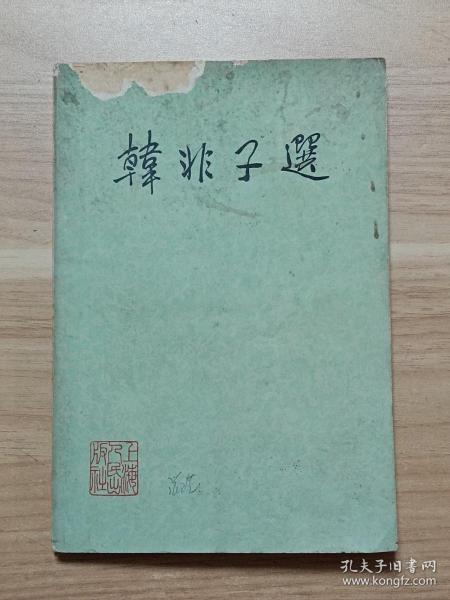 韓非子選
上海
人民出
版社
孔夫子旧书网
www.kongfz.com